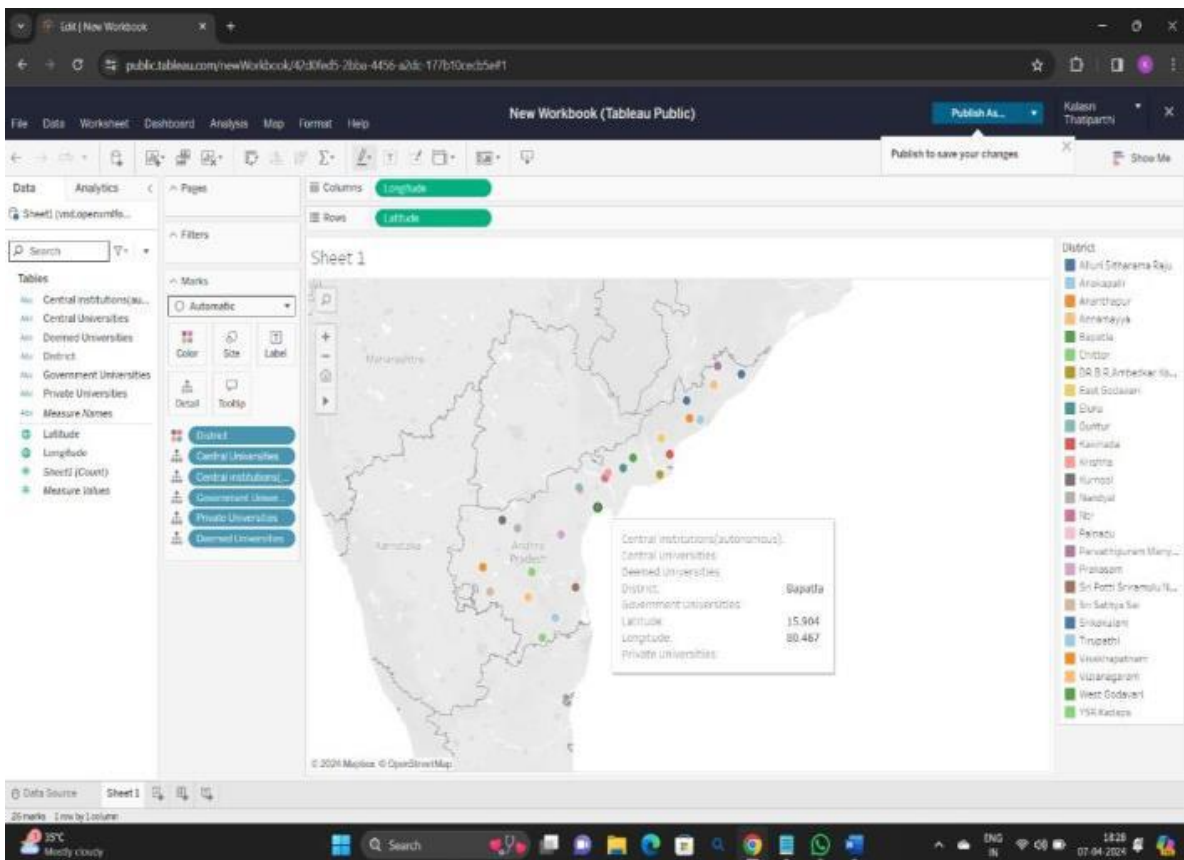 Edit | New Workbook
public.tableau.com/newWorkbook/42d0fed5-2bba-4456-a2dc-177b10cecb5e#1
New Workbook (Tableau Public)
Publish As...
Kalasri
Thatiparthi
File Data Worksheet Dashboard Analysis Map Format Help
Publish to save your changes
Show Me
Data Analytics
Pages
Columns Longitude
Sheet1 (vnd.openxmlfo...
Rows Latitude
Filters
Search
Sheet 1
Tables
Central institutions(au...
Central Universities
Deemed Universities
District
Government Universities
Private Universities
Measure Names
Latitude
Longitude
Sheet1 (Count)
Measure Values
Marks
Automatic
Color Size Label
Detail Tooltip
District
Central Universities
Central institutions(...
Government Univer...
Private Universities
Deemed Universities
Maharashtra
Karnataka
Andhra
Pradesh
Central institutions(autonomous):
Central Universities:
Deemed Universities:
District: Bapatla
Government Universities:
Latitude: 15.904
Longitude: 80.467
Private Universities:
© 2024 Mapbox © OpenStreetMap
District
Alluri Sitharama Raju
Anakapalli
Ananthapur
Annamayya
Bapatla
Chittor
DR.B.R.Ambedkar Ko...
East Godavari
Eluru
Guntur
Kakinada
Krishna
Kurnool
Nandyal
Ntr
Palnadu
Parvathipuram Many...
Prakasam
Sri Potti Sriramulu N...
Sri Sathya Sai
Srikakulam
Tirupathi
Visakhapatnam
Vizianagaram
West Godavari
YSR Kadapa
Data Source Sheet 1
26 marks 1 row by 1 column
35°C
Mostly cloudy
Search
ENG
IN
18:28
07-04-2024